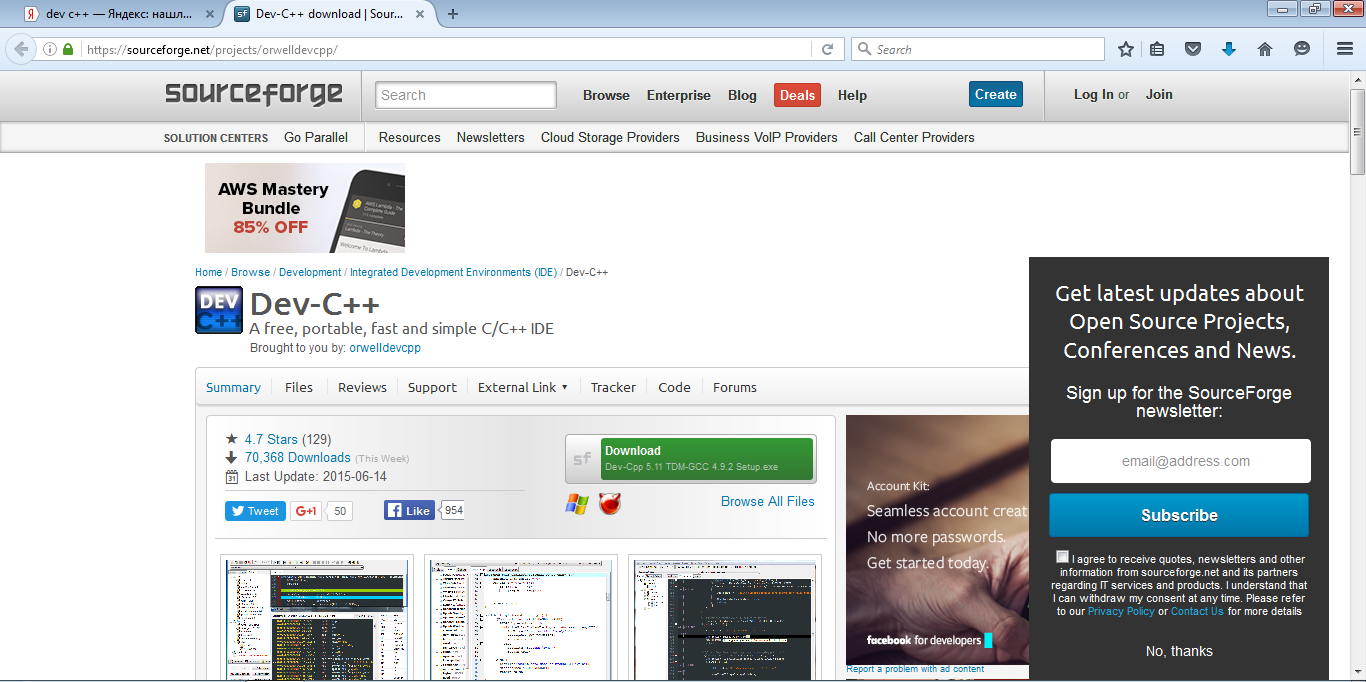 dev c++ — Яндекс: нашл...
Dev-C++ download | Sour...
https://sourceforge.net/projects/orwelldevcpp/
Search
sourceforge
Search
Browse
Enterprise
Blog
Deals
Help
Create
Log In or Join
SOLUTION CENTERS
Go Parallel
Resources
Newsletters
Cloud Storage Providers
Business VoIP Providers
Call Center Providers
AWS Mastery
Bundle
85% OFF
Home / Browse / Development / Integrated Development Environments (IDE) / Dev-C++
DEV
C++
Dev-C++
A free, portable, fast and simple C/C++ IDE
Brought to you by: orwelldevcpp
Summary
Files
Reviews
Support
External Link
Tracker
Code
Forums
4.7 Stars (129)
70,368 Downloads (This Week)
Last Update: 2015-06-14
Tweet
G+1
50
Like
954
sf
Download
Dev-Cpp 5.11 TDM-GCC 4.9.2 Setup.exe
Browse All Files
Account Kit:
Seamless account creat
No more passwords.
Get started today.
facebook for developers
Report a problem with ad content
Get latest updates about
Open Source Projects,
Conferences and News.
Sign up for the SourceForge
newsletter:
email@address.com
Subscribe
I agree to receive quotes, newsletters and other
information from sourceforge.net and its partners
regarding IT services and products. I understand that
I can withdraw my consent at any time. Please refer
to our Privacy Policy or Contact Us for more details
No, thanks